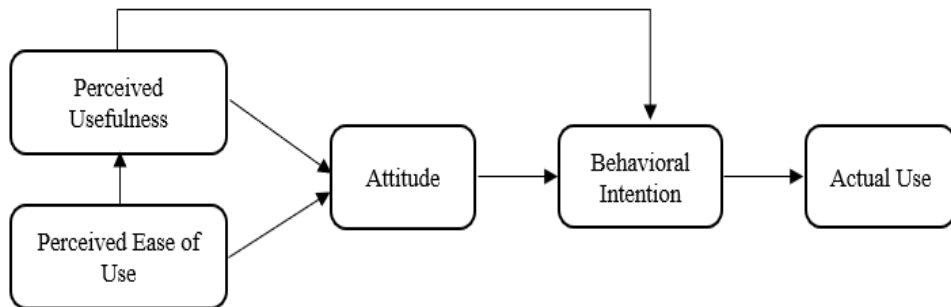 Perceived
Usefulness
Perceived Ease of
Use
Attitude
Behavioral
Intention
Actual Use